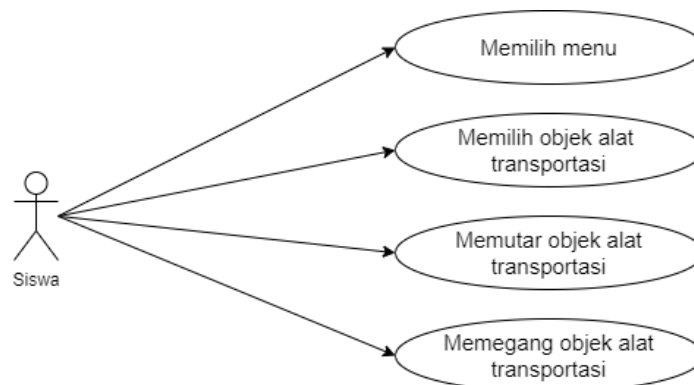 Memilih menu
Memilih objek alat
transportasi
Siswa
Memutar objek alat
transportasi
Memegang objek alat
transportasi